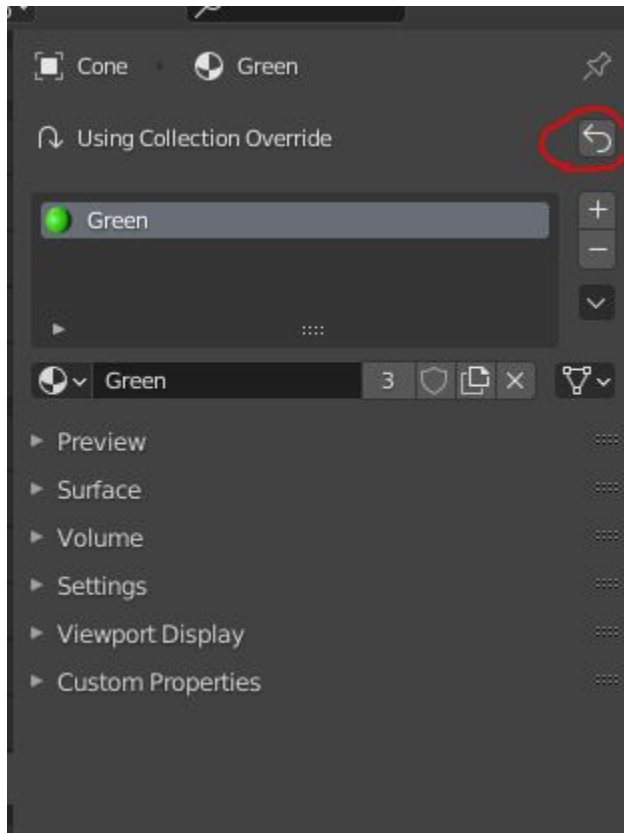 Cone Green
Using Collection Override
Green
Green 3
Preview
Surface
Volume
Settings
Viewport Display
Custom Properties